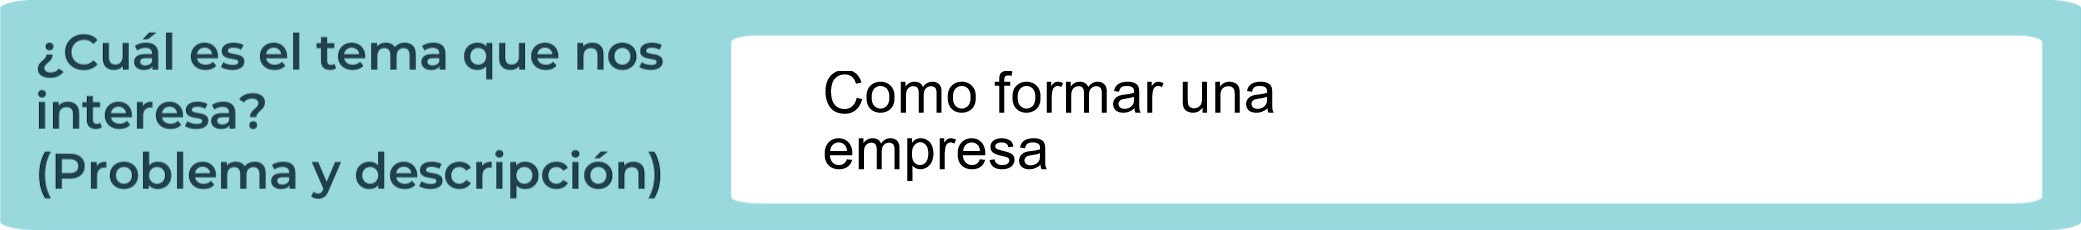 ¿Cuál es el tema que nos
interesa?
(Problema y descripción)
Como formar una
empresa